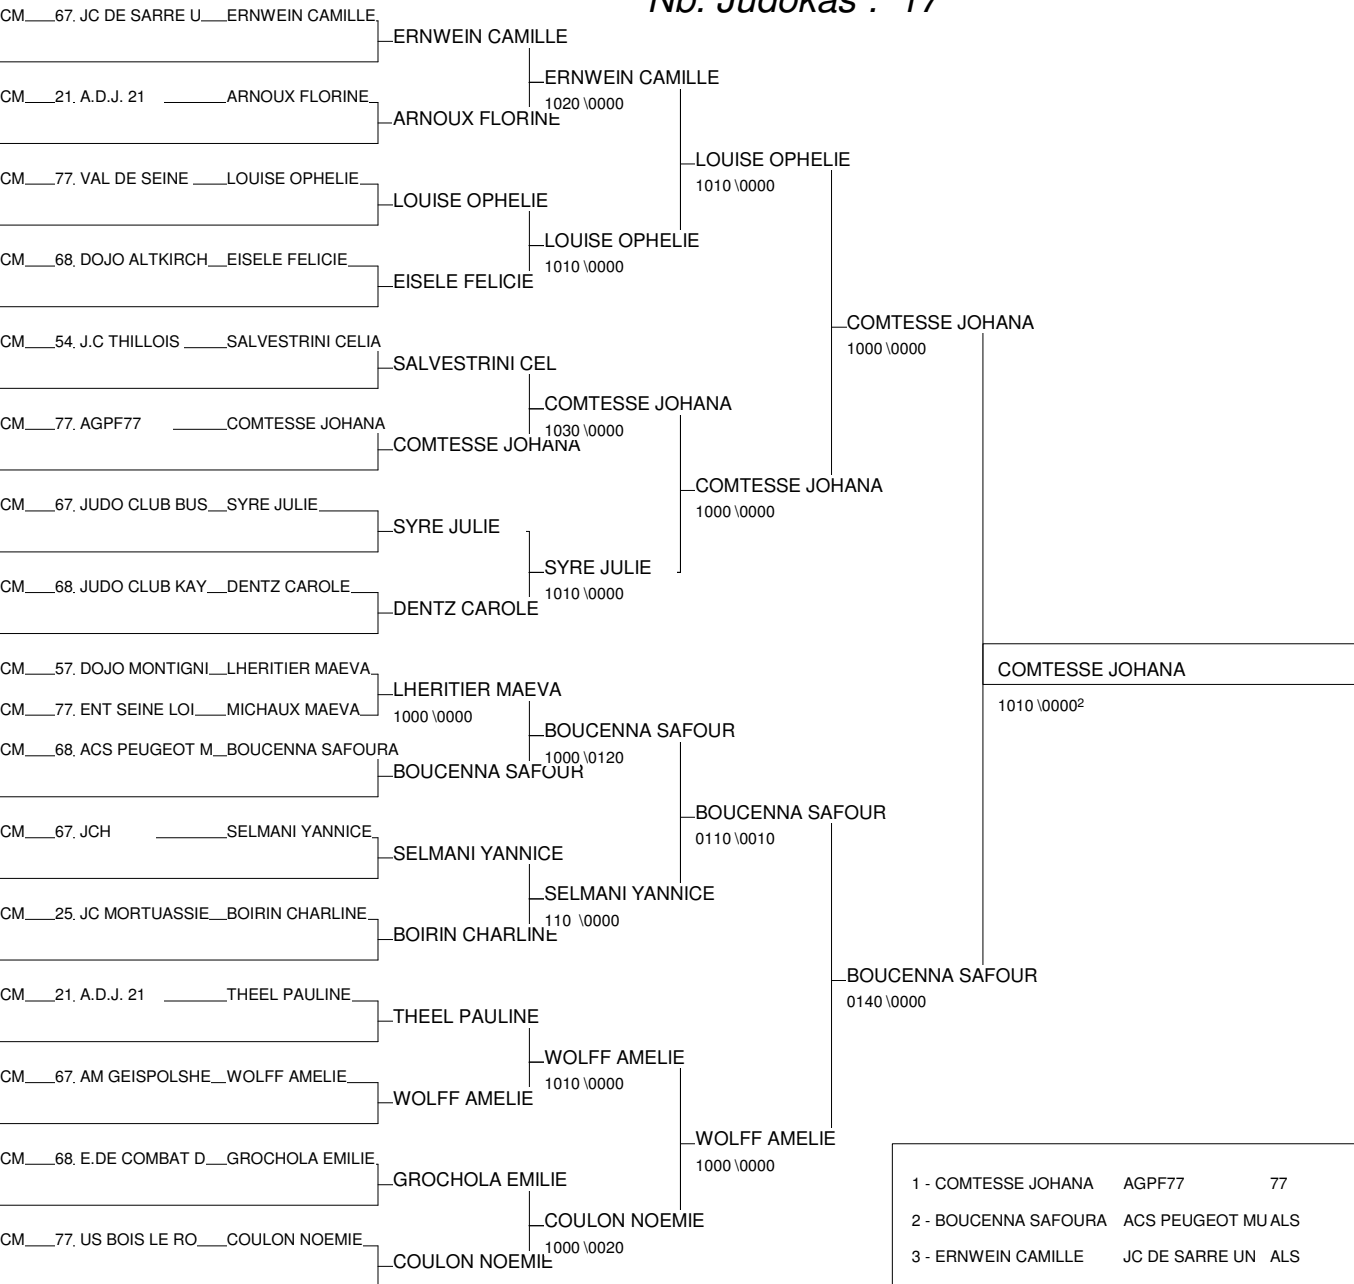 Nb. Judokas : 17
CM 67. JC DE SARRE U ERNWEIN CAMILLE
ERNWEIN CAMILLE
ERNWEIN CAMILLE
1020 \0000
CM 21. A.D.J. 21 ARNOUX FLORINE
ARNOUX FLORINE
LOUISE OPHELIE
1010 \0000
CM 77. VAL DE SEINE LOUISE OPHELIE
LOUISE OPHELIE
LOUISE OPHELIE
1010 \0000
CM 68. DOJO ALTKIRCH EISELE FELICIE
EISELE FELICIE
COMTESSE JOHANA
1000 \0000
CM 54. J.C THILLOIS SALVESTRINI CELIA
SALVESTRINI CEL
COMTESSE JOHANA
1030 \0000
CM 77. AGPF77 COMTESSE JOHANA
COMTESSE JOHANA
COMTESSE JOHANA
1000 \0000
CM 67. JUDO CLUB BUS SYRE JULIE
SYRE JULIE
SYRE JULIE
1010 \0000
CM 68. JUDO CLUB KAY DENTZ CAROLE
DENTZ CAROLE
COMTESSE JOHANA
1010 \0000²
CM 57. DOJO MONTIGNI LHERITIER MAEVA
LHERITIER MAEVA
1000 \0000
CM 77. ENT SEINE LOI MICHAUX MAEVA
BOUCENNA SAFOUR
1000 \0120
CM 68. ACS PEUGEOT M BOUCENNA SAFOURA
BOUCENNA SAFOUR
BOUCENNA SAFOUR
0110 \0010
CM 67. JCH SELMANI YANNICE
SELMANI YANNICE
SELMANI YANNICE
110 \0000
CM 25. JC MORTUASSIE BOIRIN CHARLINE
BOIRIN CHARLINE
BOUCENNA SAFOUR
0140 \0000
CM 21. A.D.J. 21 THEEL PAULINE
THEEL PAULINE
WOLFF AMELIE
1010 \0000
CM 67. AM GEISPOLSHE WOLFF AMELIE
WOLFF AMELIE
WOLFF AMELIE
1000 \0000
CM 68. E.DE COMBAT D GROCHOLA EMILIE
GROCHOLA EMILIE
COULON NOEMIE
1000 \0020
CM 77. US BOIS LE RO COULON NOEMIE
COULON NOEMIE
1 - COMTESSE JOHANA AGPF77 77
2 - BOUCENNA SAFOURA ACS PEUGEOT MU ALS
3 - ERNWEIN CAMILLE JC DE SARRE UN ALS